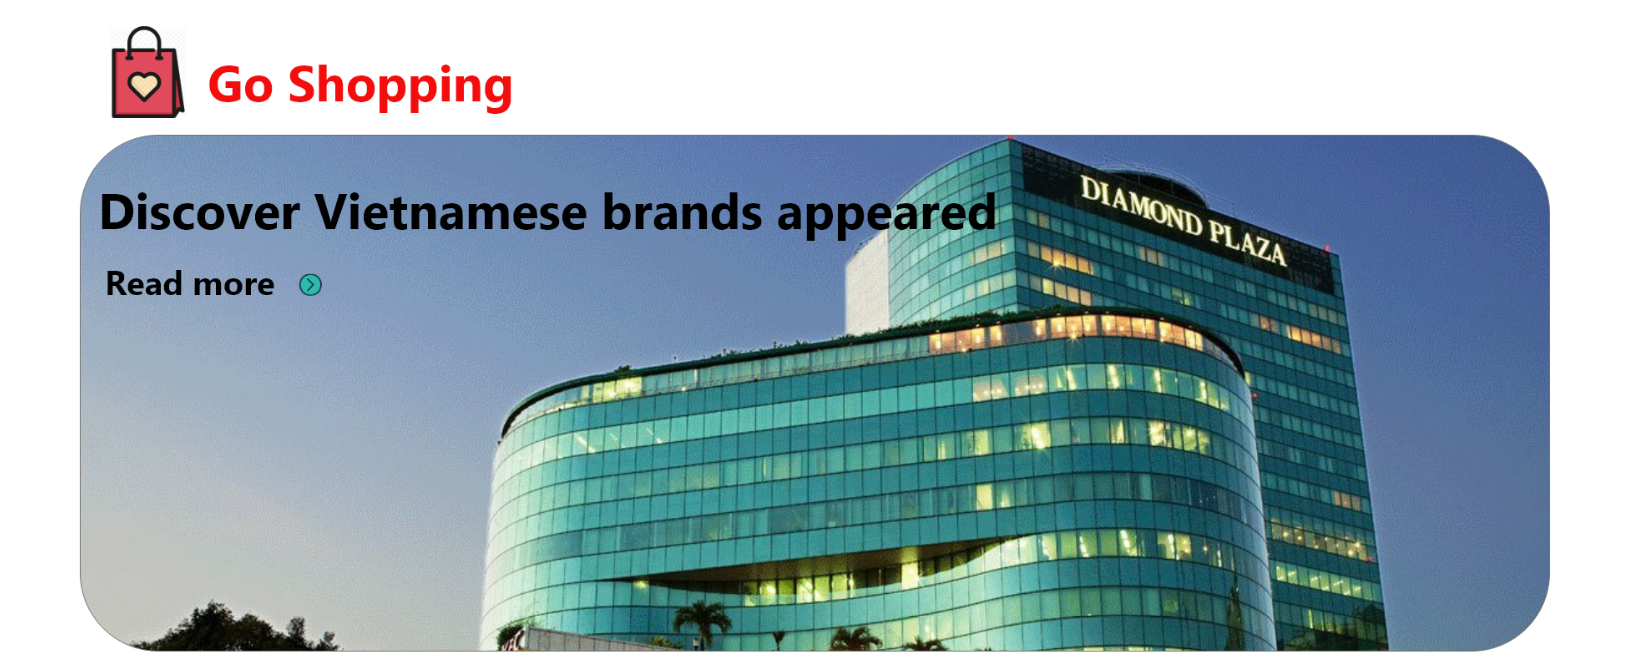 Go Shopping
Discover Vietnamese brands appeared
Read more
DIAMOND PLAZA